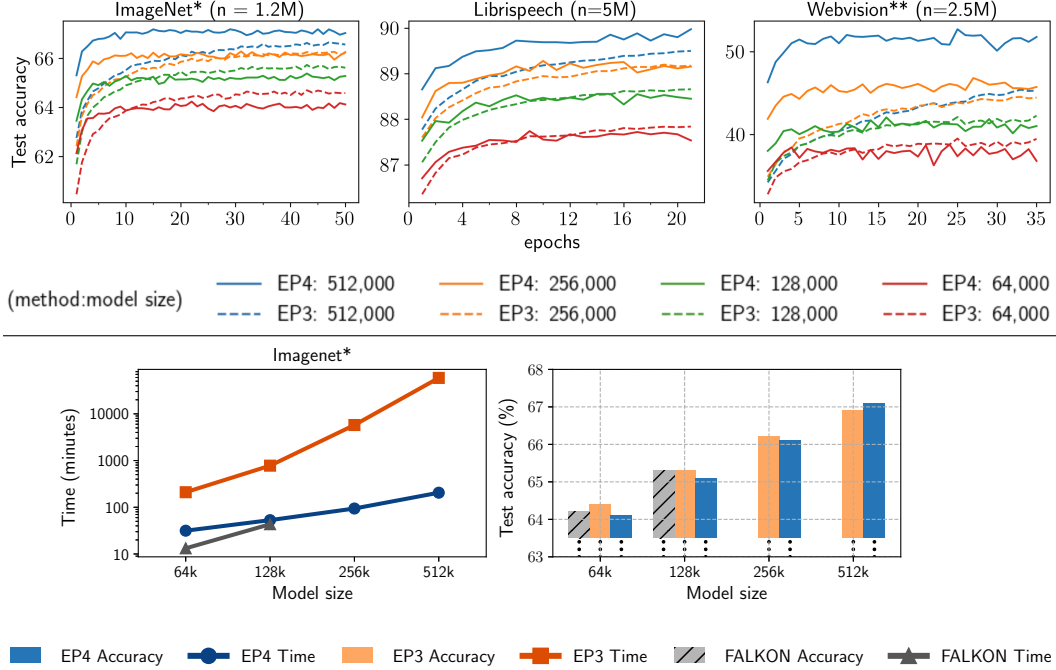 ImageNet* (n = 1.2M)
Librispeech (n=5M)
Webvision** (n=2.5M)
Test accuracy
66
64
62
0 10 20 30 40 50
90
89
88
87
0 4 8 12 16 20
50
40
0 5 10 15 20 25 30 35
epochs
(method:model size)
EP4: 512,000
EP4: 256,000
EP4: 128,000
EP4: 64,000
EP3: 512,000
EP3: 256,000
EP3: 128,000
EP3: 64,000
Imagenet*
Time (minutes)
10000
1000
100
10
64k 128k 256k 512k
Model size
Test accuracy (%)
68
67
66
65
64
63
64k 128k 256k 512k
Model size
EP4 Accuracy
EP4 Time
EP3 Accuracy
EP3 Time
FALKON Accuracy
FALKON Time